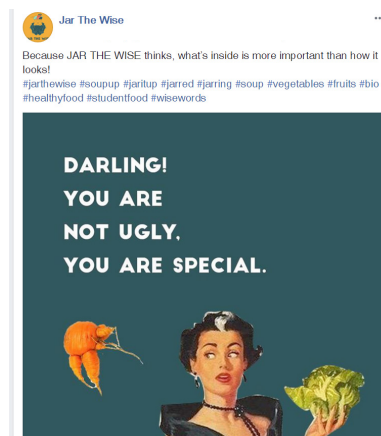 Jar The Wise
Because JAR THE WISE thinks, what's inside is more important than how it
looks!
#jarthewise #soupup #jaritup #jarred #jarring #soup #vegetables #fruits #bio
#healthyfood #studentfood #wisewords
DARLING!
YOU ARE
NOT UGLY,
YOU ARE SPECIAL.